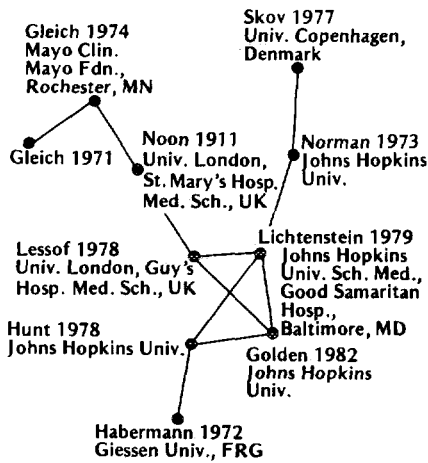 Gleich 1974
Mayo Clin.
Mayo Fdn.,
Rochester, MN
Skov 1977
Univ. Copenhagen,
Denmark
Gleich 1971
Noon 1911
Univ. London,
St. Mary's Hosp.
Med. Sch., UK
Norman 1973
Johns Hopkins
Univ.
Lessof 1978
Univ. London, Guy's
Hosp. Med. Sch., UK
Lichtenstein 1979
Johns Hopkins
Univ. Sch. Med.,
Good Samaritan
Hosp.,
Baltimore, MD
Hunt 1978
Johns Hopkins Univ.
Golden 1982
Johns Hopkins
Univ.
Habermann 1972
Giessen Univ., FRG